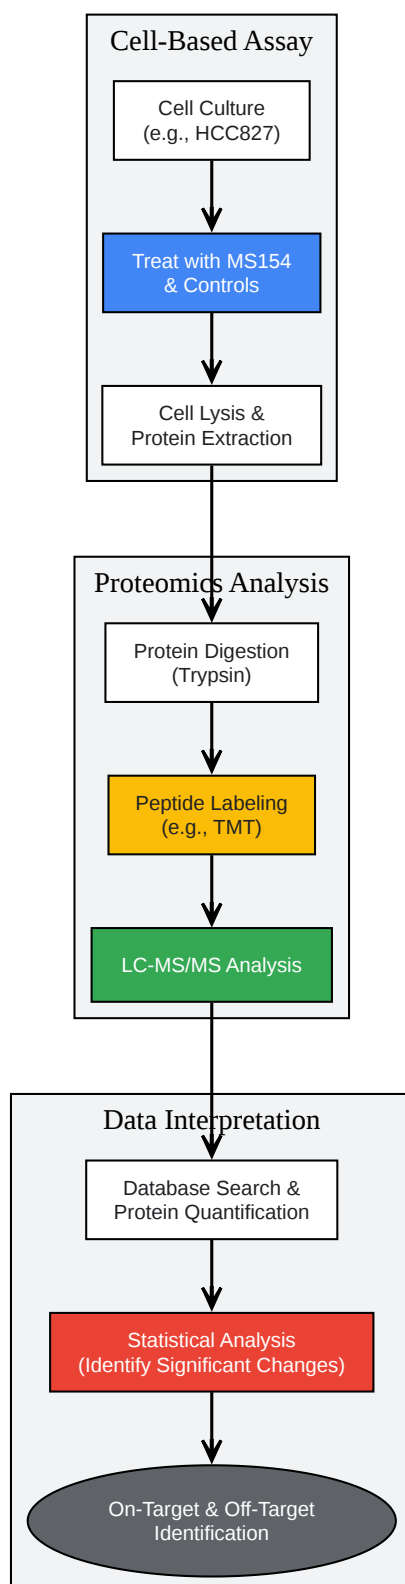 Cell-Based Assay
Cell Culture
(e.g., HCC827)
Treat with MS154
& Controls
Cell Lysis &
Protein Extraction
Proteomics Analysis
Protein Digestion
(Trypsin)
Peptide Labeling
(e.g., TMT)
LC-MS/MS Analysis
Data Interpretation
Database Search &
Protein Quantification
Statistical Analysis
(Identify Significant Changes)
On-Target & Off-Target
Identification